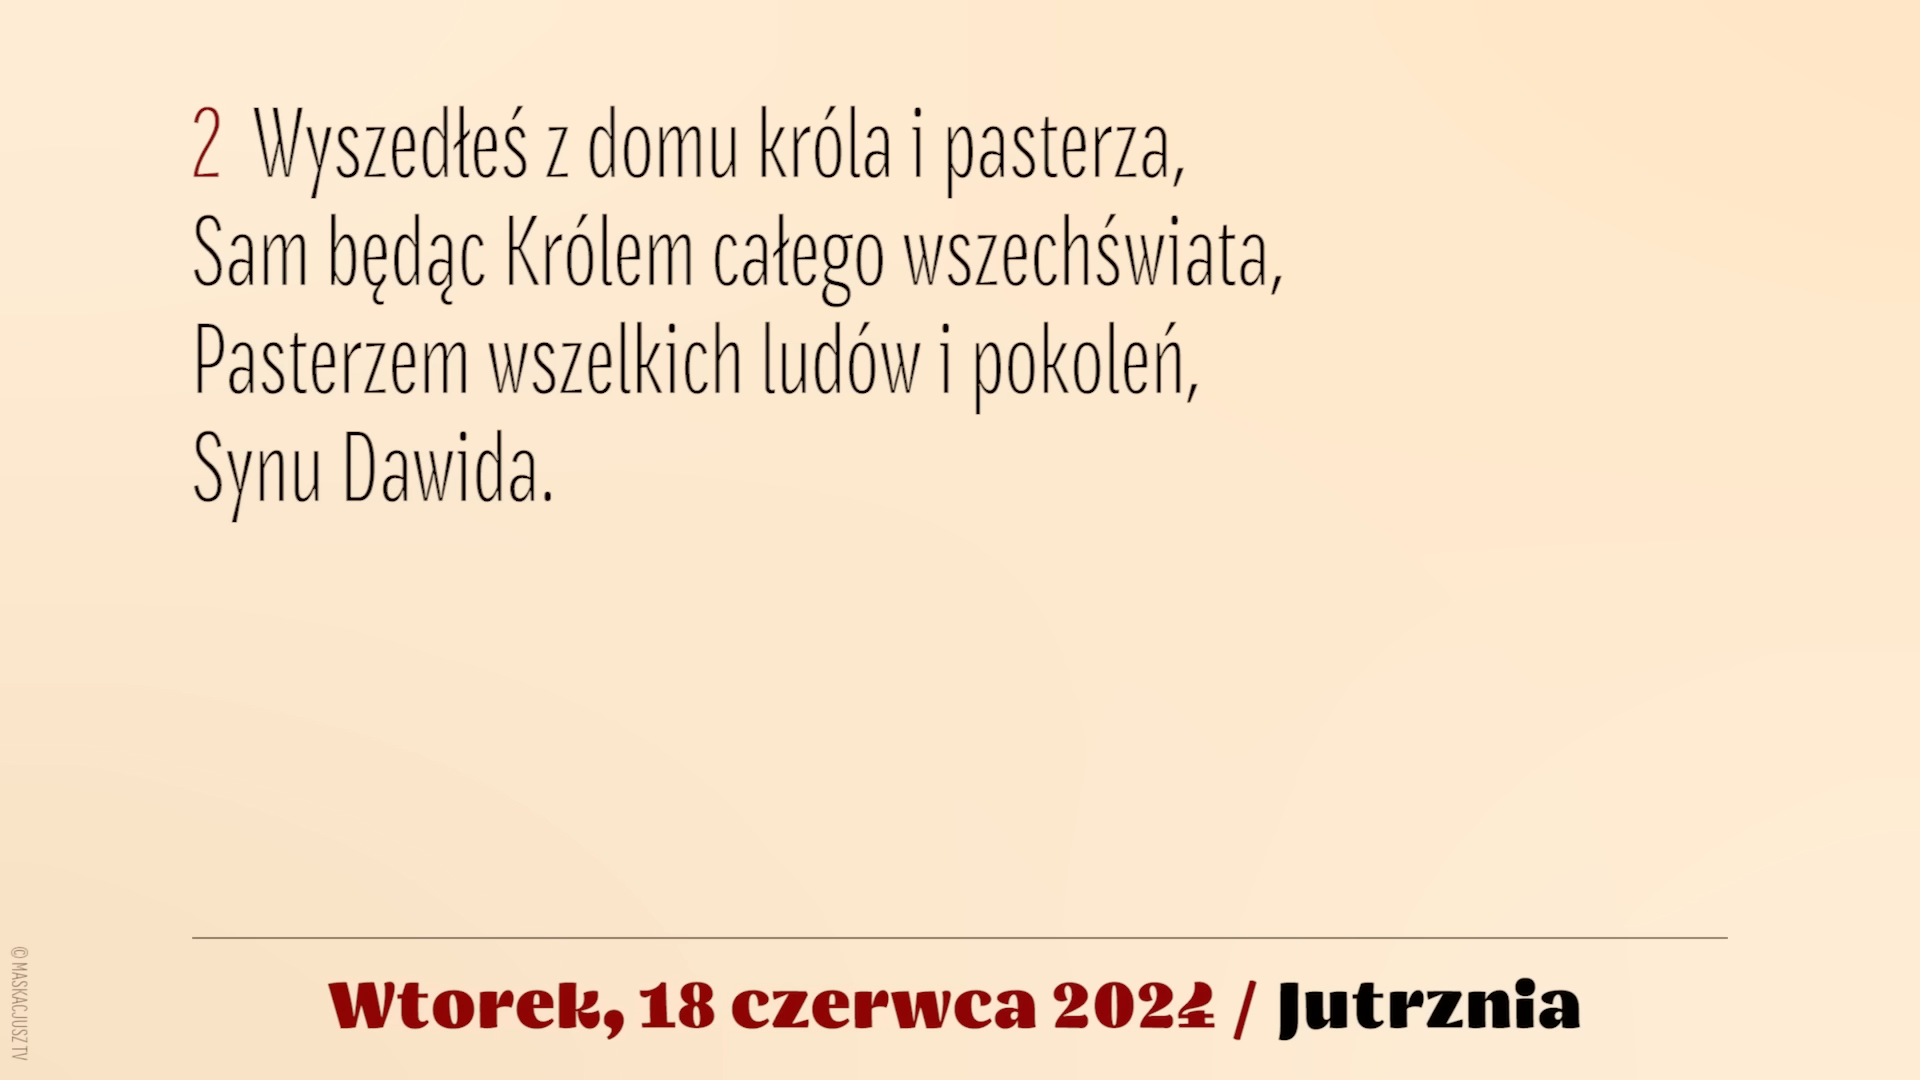 2 Wyszedłeś z domu króla i pasterza,
Sam będąc Królem całego wszechświata,
Pasterzem wszelkich ludów i pokoleń,
Synu Dawida.
Wtorek, 18 czerwca 2024 / Jutrznia
© MASKACJUSZ TV